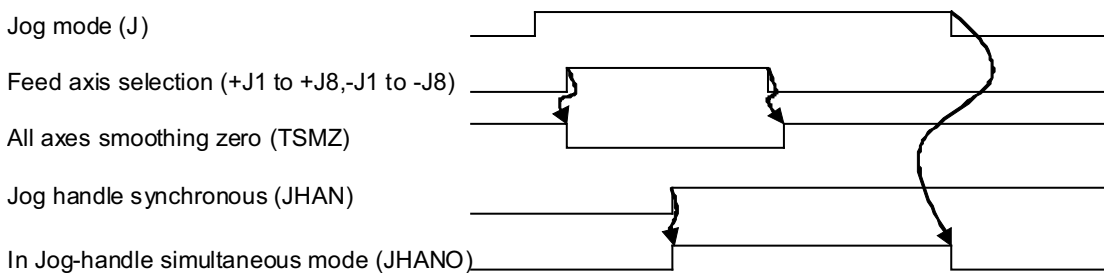 Jog mode (J)
Feed axis selection (+J1 to +J8,-J1 to -J8)
All axes smoothing zero (TSMZ)
Jog handle synchronous (JHAN)
In Jog-handle simultaneous mode (JHANO)